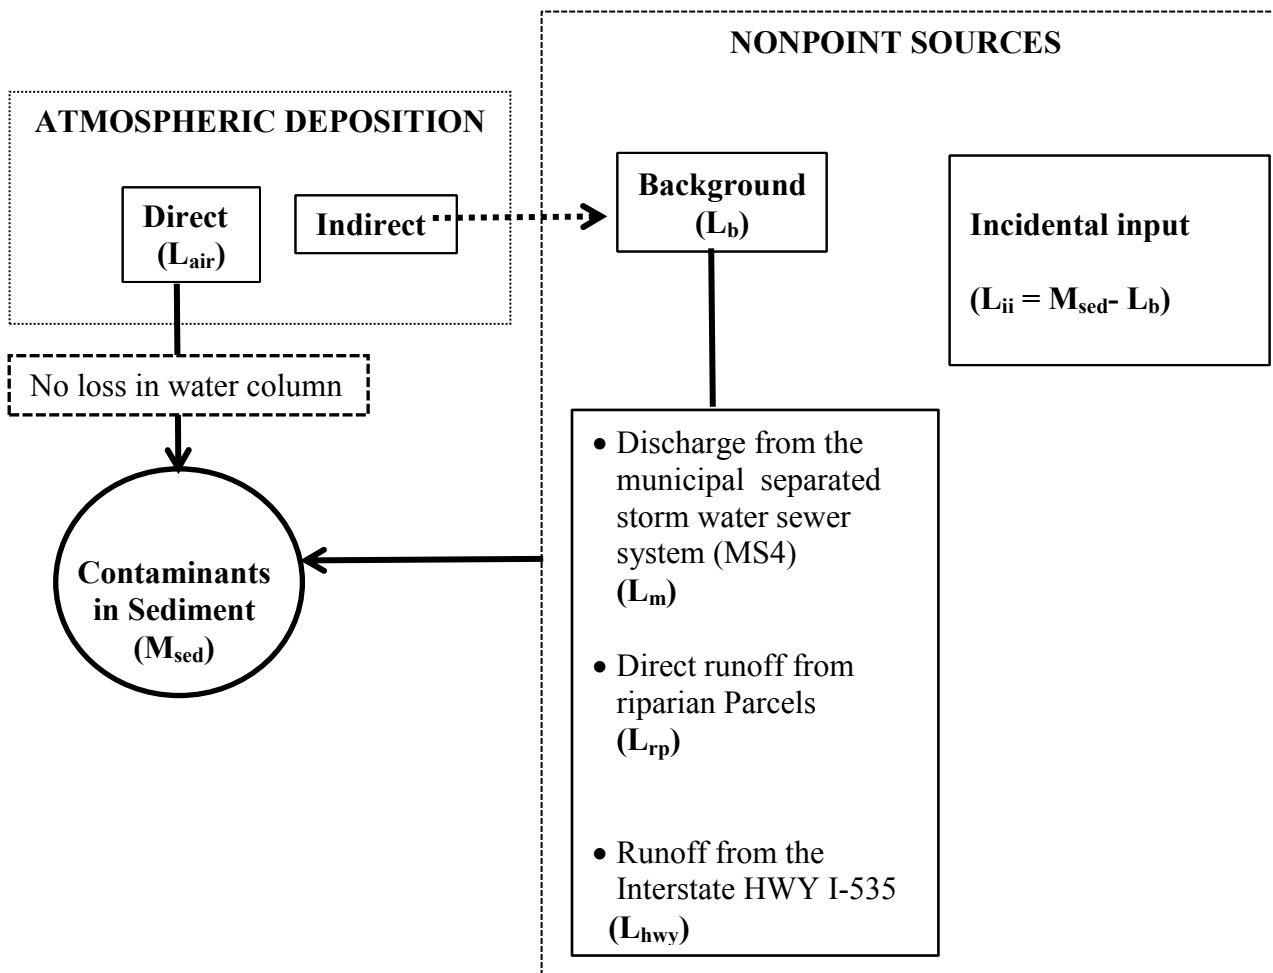 NONPOINT SOURCES
ATMOSPHERIC DEPOSITION
Direct
(Lair)
Indirect
Background
(Lb)
Incidental input
(Lii = Msed- Lb)
No loss in water column
Contaminants
in Sediment
(Msed)
• Discharge from the
municipal separated
storm water sewer
system (MS4)
(Lm)
• Direct runoff from
riparian Parcels
(Lrp)
• Runoff from the
Interstate HWY I-535
(Lhwy)